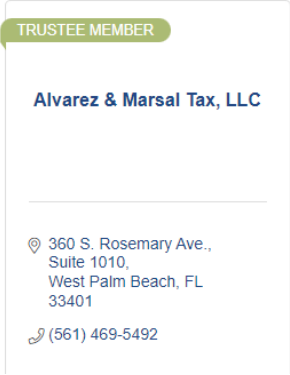 TRUSTEE MEMBER
Alvarez & Marsal Tax, LLC
360 S. Rosemary Ave.,
Suite 1010,
West Palm Beach, FL
33401
(561) 469-5492